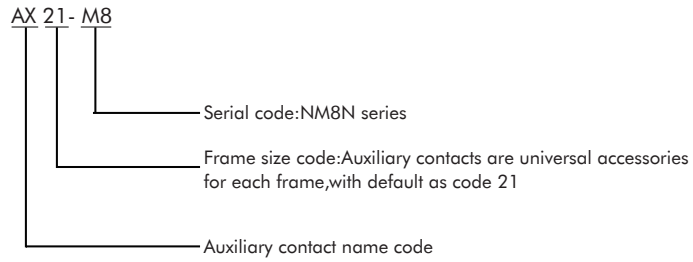 AX 21- M8
Serial code:NM8N series
Frame size code:Auxiliary contacts are universal accessories
for each frame,with default as code 21
Auxiliary contact name code